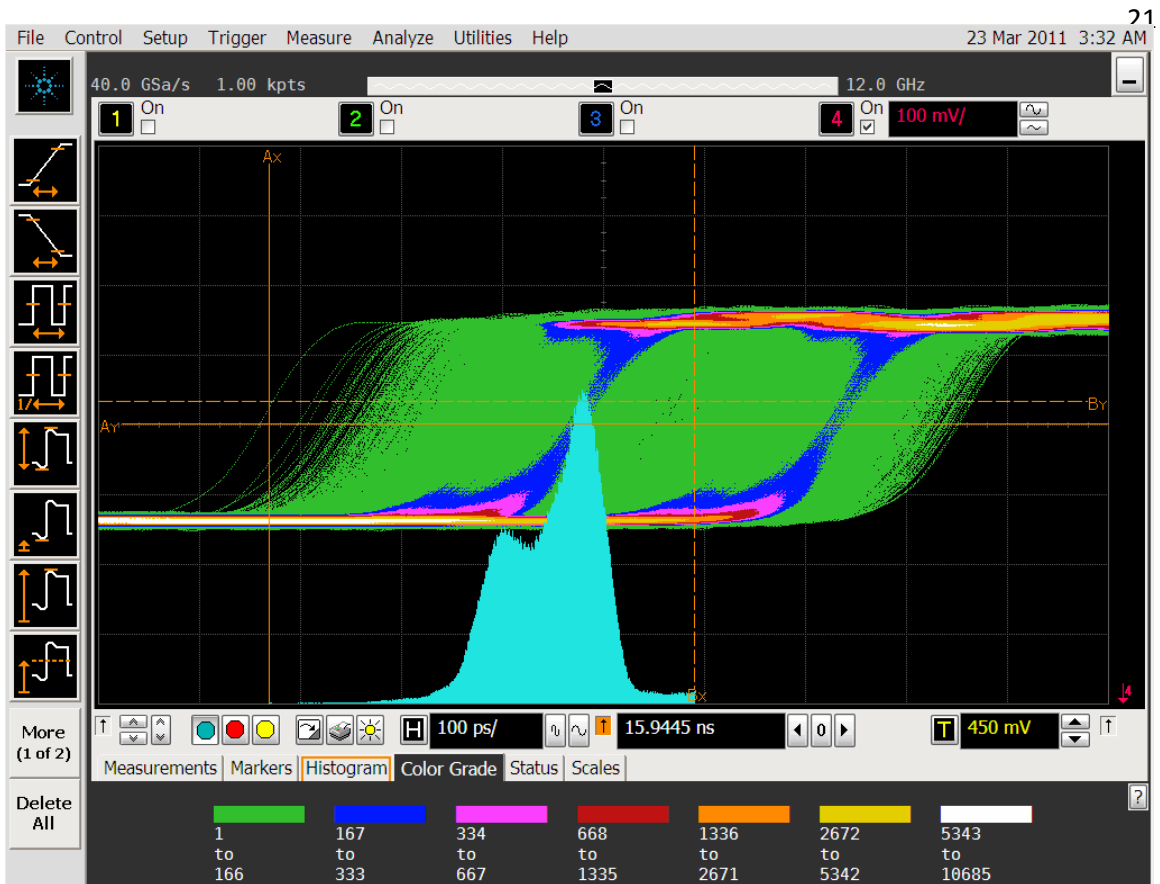 21
File Control Setup Trigger Measure Analyze Utilities Help 23 Mar 2011 3:32 AM
40.0 GSa/s 1.00 kpts 12.0 GHz
1 On 2 On 3 On 4 On 100 mV/
Ax
By
Ay
Bx
4
1/
More
(1 of 2)
H 100 ps/ 15.9445 ns 0 T 450 mV
Measurements Markers Histogram Color Grade Status Scales
Delete
All
?
1 167 334 668 1336 2672 5343
to to to to to to to
166 333 667 1335 2671 5342 10685